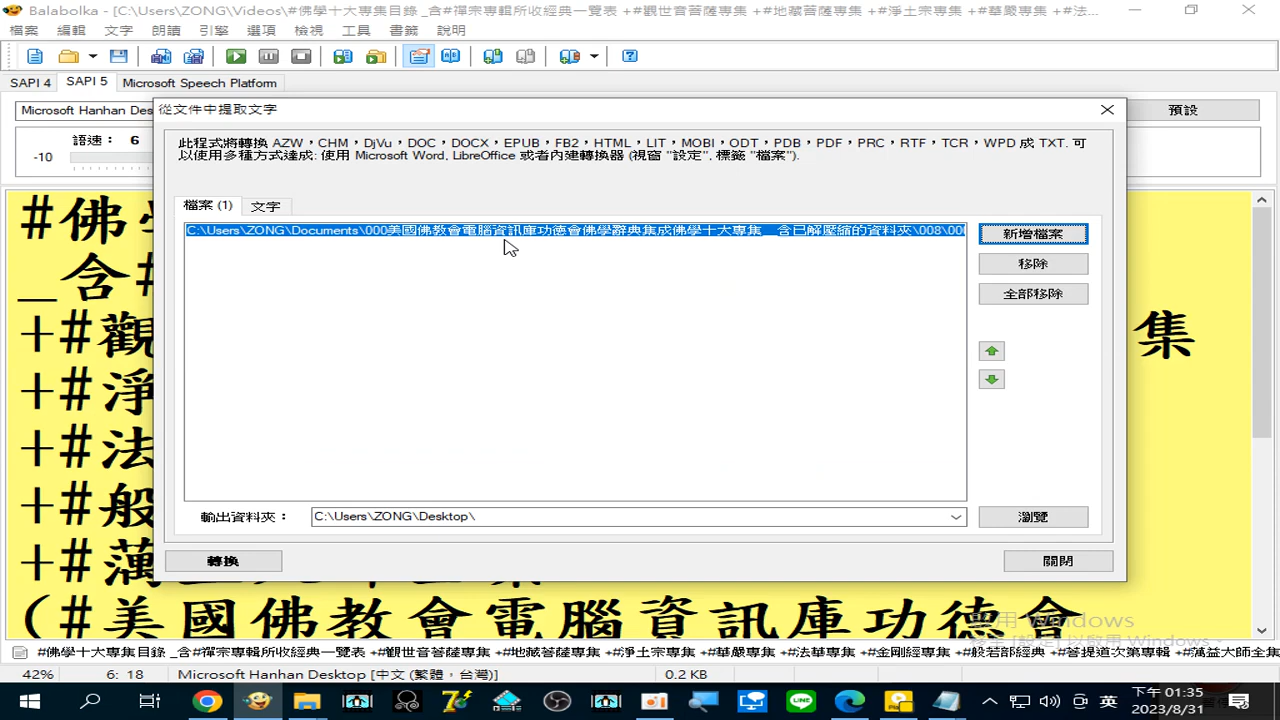 Balabolka - [C:\Users\ZONG\Videos\#佛學十大專集目錄 _含#禪宗專輯所收經典一覽表 +#觀世音菩薩專集 +#地藏菩薩專集 +#淨土宗專集 +#華嚴專集 +#法...
檔案 編輯 文字 朗讀 引擎 選項 檢視 工具 書籤 說明
SAPI 4 SAPI 5 Microsoft Speech Platform
Microsoft Hanhan Des
預設
語速： 6
-10
從文件中提取文字
此程式將轉換 AZW，CHM，DjVu，DOC，DOCX，EPUB，FB2，HTML，LIT，MOBI，ODT，PDB，PDF，PRC，RTF，TCR，WPD 成 TXT. 可
以使用多種方式達成: 使用 Microsoft Word, LibreOffice 或者內建轉換器 (視窗 "設定", 標籤 "檔案").
檔案 (1) 文字
C:\Users\ZONG\Documents\000美國佛教會電腦資訊庫功德會佛學辭典集成佛學十大專集 含已解壓縮的資料夾\008\000
新增檔案
移除
全部移除
輸出資料夾： C:\Users\ZONG\Desktop\ 瀏覽
轉換 關閉
#佛學
_含#
+#觀 集
+#淨
+#法
+#般
+#蕅
(#美國佛教會電腦資訊庫功德會
啟用 Windows
移至 [設定] 以啟用 Windows。
#佛學十大專集目錄 _含#禪宗專輯所收經典一覽表 +#觀世音菩薩專集 +#地藏菩薩專集 +#淨土宗專集 +#華嚴專集 +#法華專集 +#金剛經專集 +#般若部經典 +#菩提道次第專輯 +#蕅益大師全集
42% 6: 18 Microsoft Hanhan Desktop [中文 (繁體，台灣)] 0.2 KB
英
下午 01:35
2023/8/31